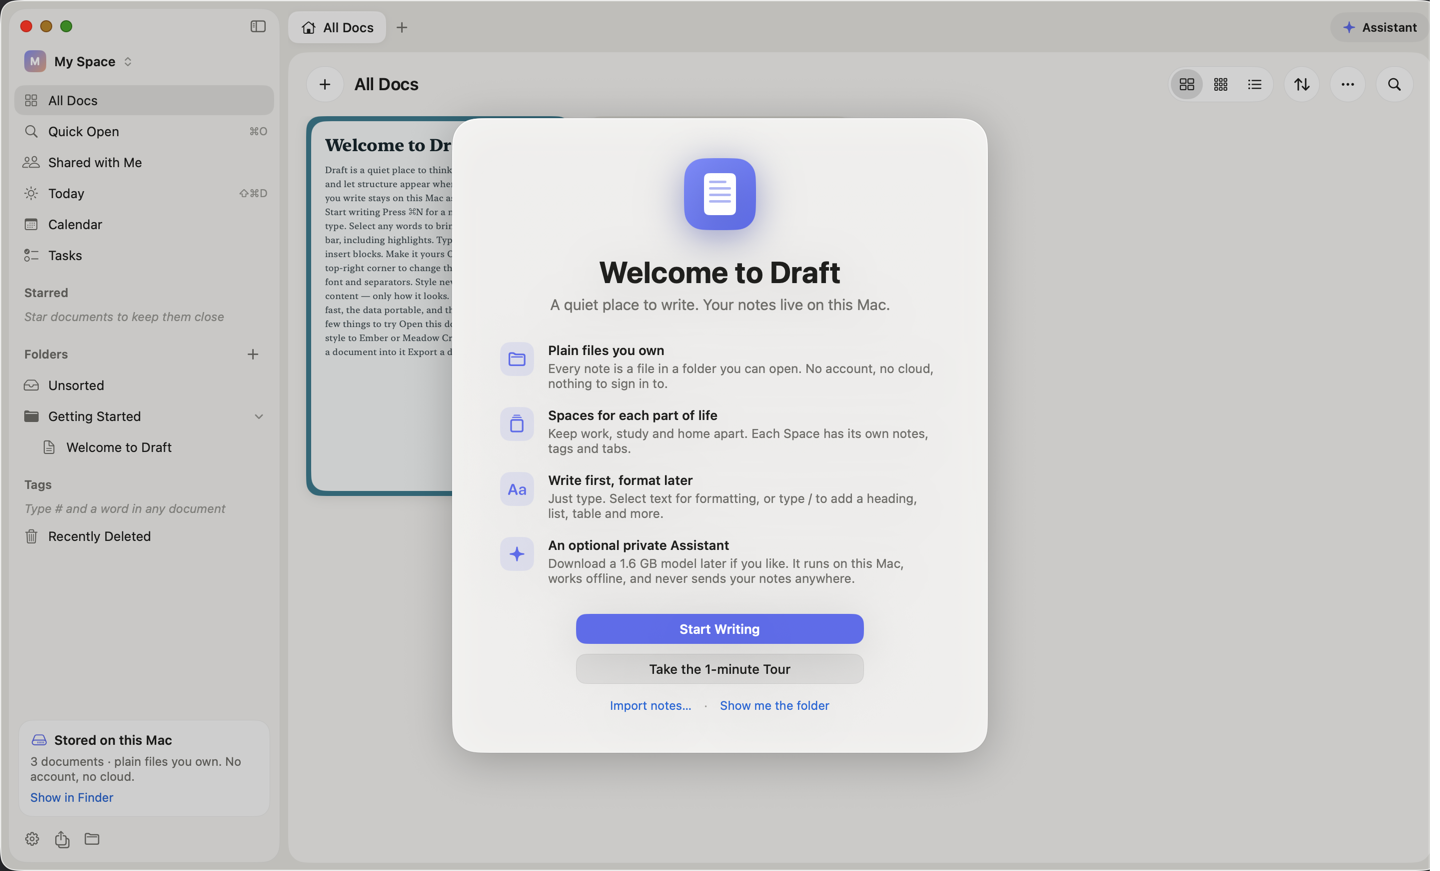 All Docs
Assistant
M
My Space
All Docs
Quick Open ⌘O
Shared with Me
Today ⇧⌘D
Calendar
Tasks
Starred
Star documents to keep them close
Folders
Unsorted
Getting Started
Welcome to Draft
Tags
Type # and a word in any document
Recently Deleted
Stored on this Mac
3 documents · plain files you own. No
account, no cloud.
Show in Finder
All Docs
Welcome to Dr
Draft is a quiet place to think
and let structure appear
you write stays on this Mac
Start writing Press ⌘N for a
type. Select any words to
bar, including highlights.
insert blocks. Make it yours
top-right corner to change
font and separators. Style
content — only how it looks.
fast, the data portable, and
few things to try Open this
style to Ember or Meadow
a document into it Export a
Welcome to Draft
A quiet place to write. Your notes live on this Mac.
Plain files you own
Every note is a file in a folder you can open. No account, no cloud,
nothing to sign in to.
Spaces for each part of life
Keep work, study and home apart. Each Space has its own notes,
tags and tabs.
Aa
Write first, format later
Just type. Select text for formatting, or type / to add a heading,
list, table and more.
An optional private Assistant
Download a 1.6 GB model later if you like. It runs on this Mac,
works offline, and never sends your notes anywhere.
Start Writing
Take the 1-minute Tour
Import notes... · Show me the folder